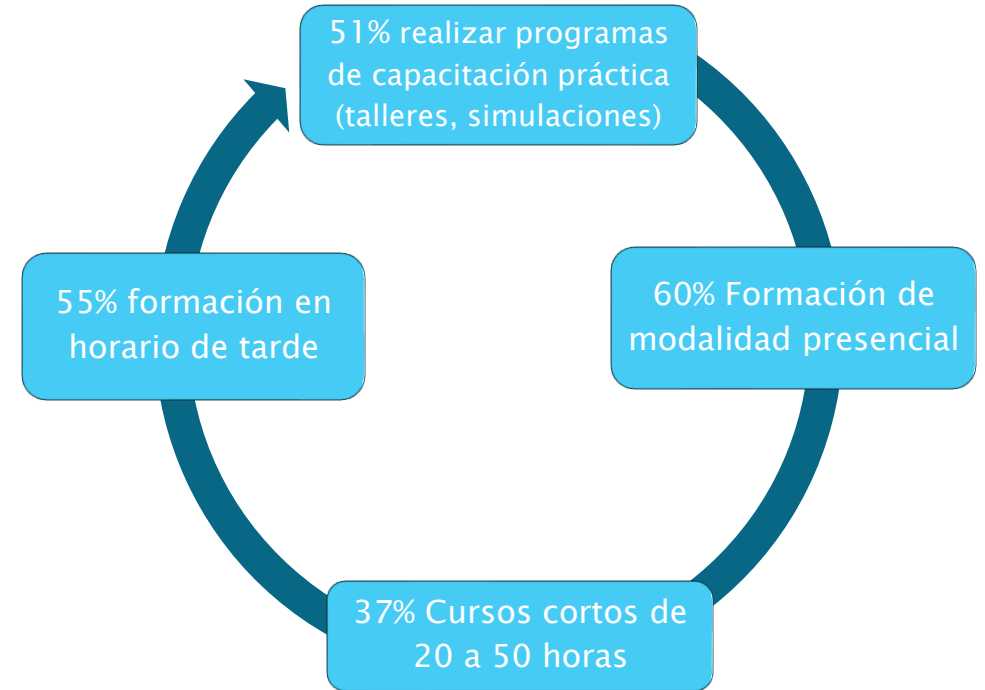 51% realizar programas
de capacitación práctica
(talleres, simulaciones)
55% formación en
horario de tarde
60% Formación de
modalidad presencial
37% Cursos cortos de
20 a 50 horas